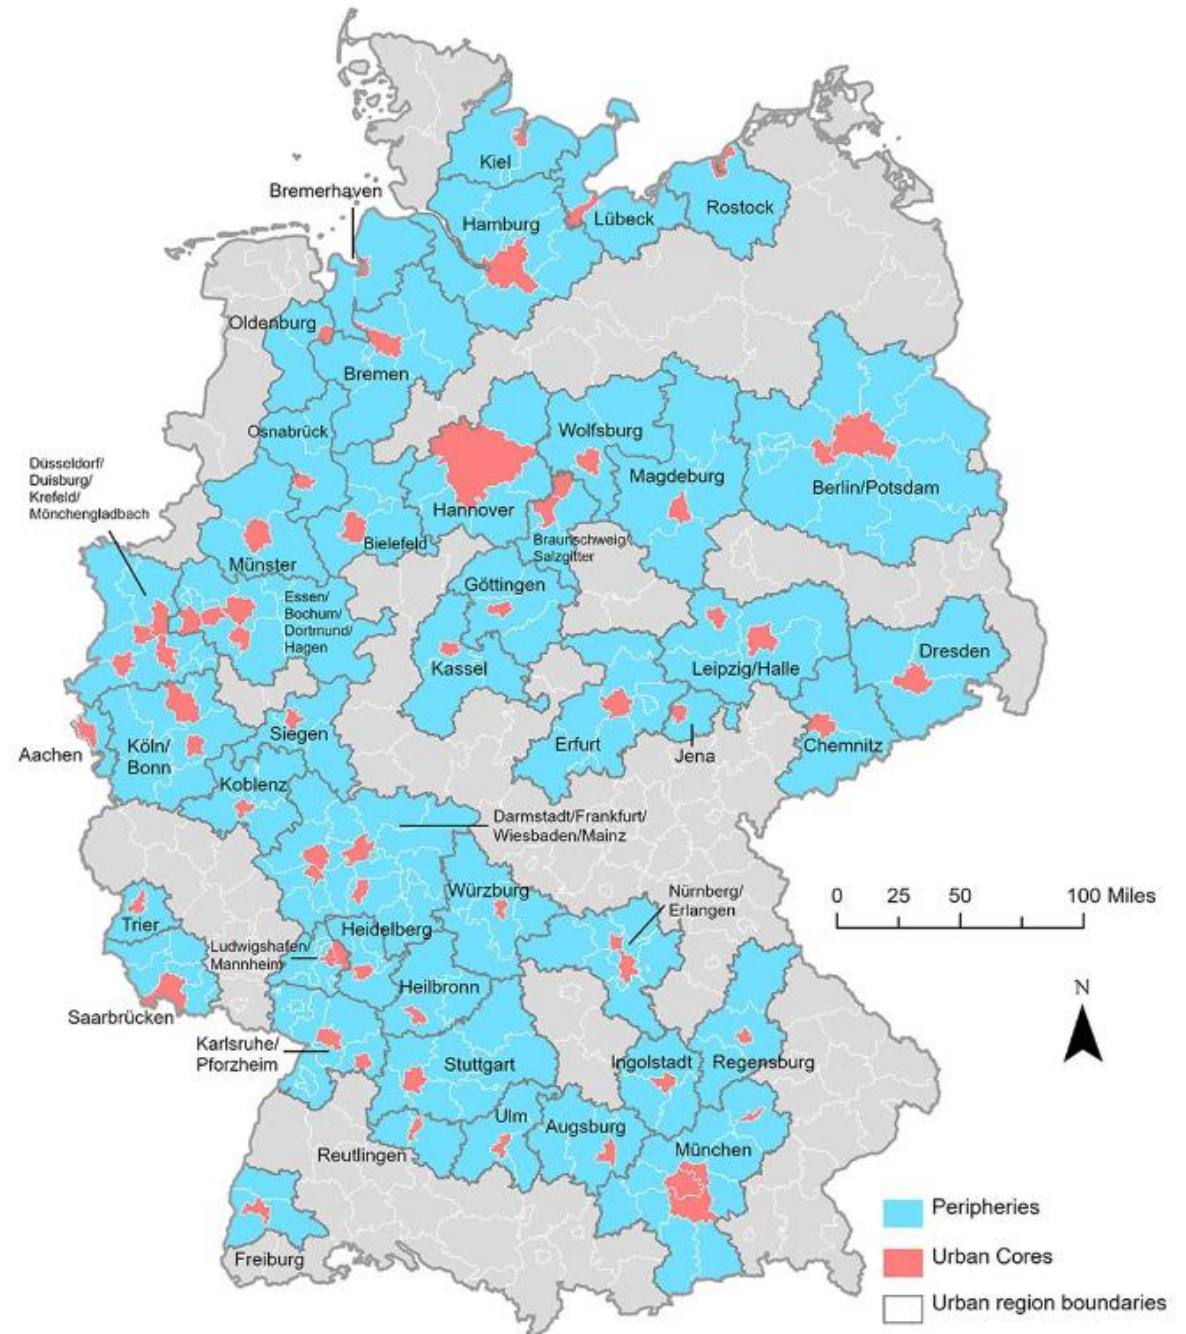 Kiel
Bremerhaven
Hamburg
Lübeck
Rostock
Oldenburg
Bremen
Osnabrück
Wolfsburg
Düsseldorf/
Duisburg/
Krefeld/
Mönchengladbach
Magdeburg
Berlin/Potsdam
Hannover
Braunschweig/
Salzgitter
Bielefeld
Münster
Göttingen
Essen/
Bochum/
Dortmund/
Hagen
Kassel
Leipzig/Halle
Dresden
Aachen
Köln/
Bonn
Siegen
Erfurt
Jena
Chemnitz
Koblenz
Darmstadt/Frankfurt/
Wiesbaden/Mainz
Würzburg
Nürnberg/
Erlangen
0 25 50 100 Miles
Trier
Heidelberg
Ludwigshafen/
Mannheim
Heilbronn
N
Saarbrücken
Karlsruhe/
Pforzheim
Stuttgart
Ingolstadt
Regensburg
Ulm
Augsburg
München
Reutlingen
Freiburg
Peripheries
Urban Cores
Urban region boundaries